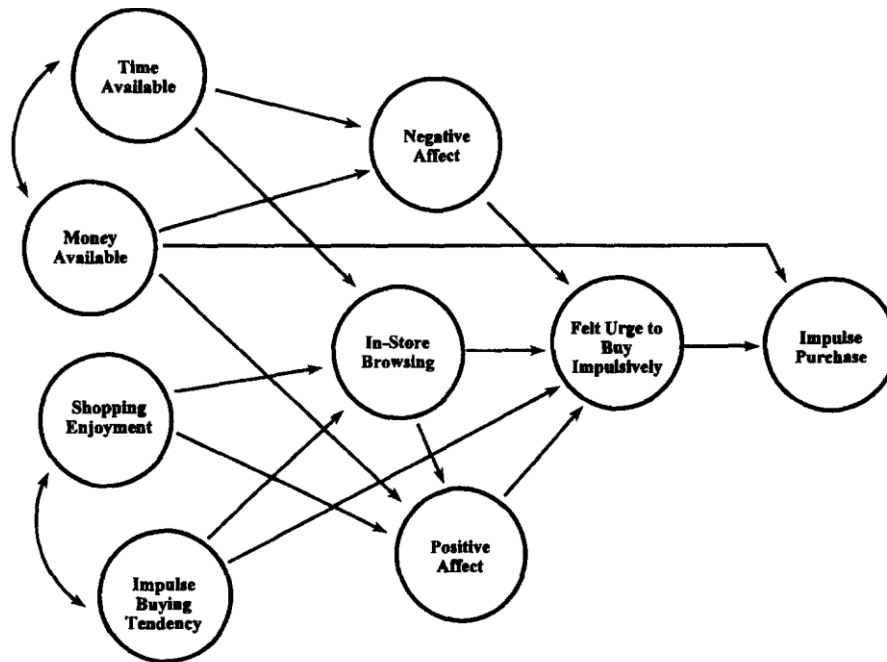 Time
Available
Negative
Affect
Money
Available
In-Store
Browsing
Felt Urge to
Buy
Impulsively
Impulse
Purchase
Shopping
Enjoyment
Positive
Affect
Impulse
Buying
Tendency